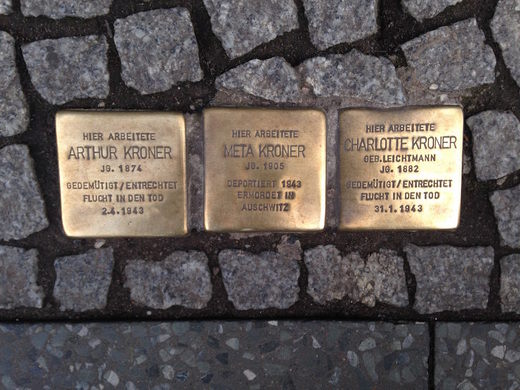 HIER ARBEITETE
ARTHUR KRONER
JG. 1874
GEDEMÜTIGT/ENTRECHTET
FLUCHT IN DEN TOD
2.4.1943
HIER ARBEITETE
META KRONER
JG. 1905
DEPORTIERT 1943
ERMORDET IN
AUSCHWITZ
HIER ARBEITETE
CHARLOTTE KRONER
GEB. LEICHTMANN
JG. 1882
GEDEMÜTIGT/ENTRECHTET
FLUCHT IN DEN TOD
31.1.1943